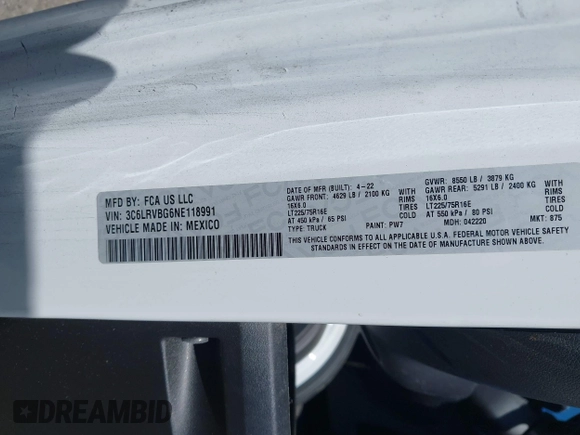 MFD BY: FCA US LLC
VIN: 3C6LRVBG6NE118991
VEHICLE MADE IN: MEXICO
DATE OF MFR (BUILT) 4-22
GAWR FRONT: 4629 LB / 2100 KG WITH
16X6.0 RIMS
LT225/75R16E TIRES
AT 450 kPa / 65 PSI COLD
TYPE: TRUCK PAINT: PW7
GVWR: 8550 LB / 3879 KG
GAWR REAR: 5291 LB / 2400 KG WITH
16X6.0 RIMS
LT225/75R16E TIRES
AT 550 kPa / 80 PSI COLD
MDH: 042220 MKT: 875
THIS VEHICLE CONFORMS TO ALL APPLICABLE U.S.A. FEDERAL MOTOR VEHICLE SAFETY
STANDARDS IN EFFECT ON THE DATE OF MANUFACTURE SHOWN ABOVE.
DREAMBID